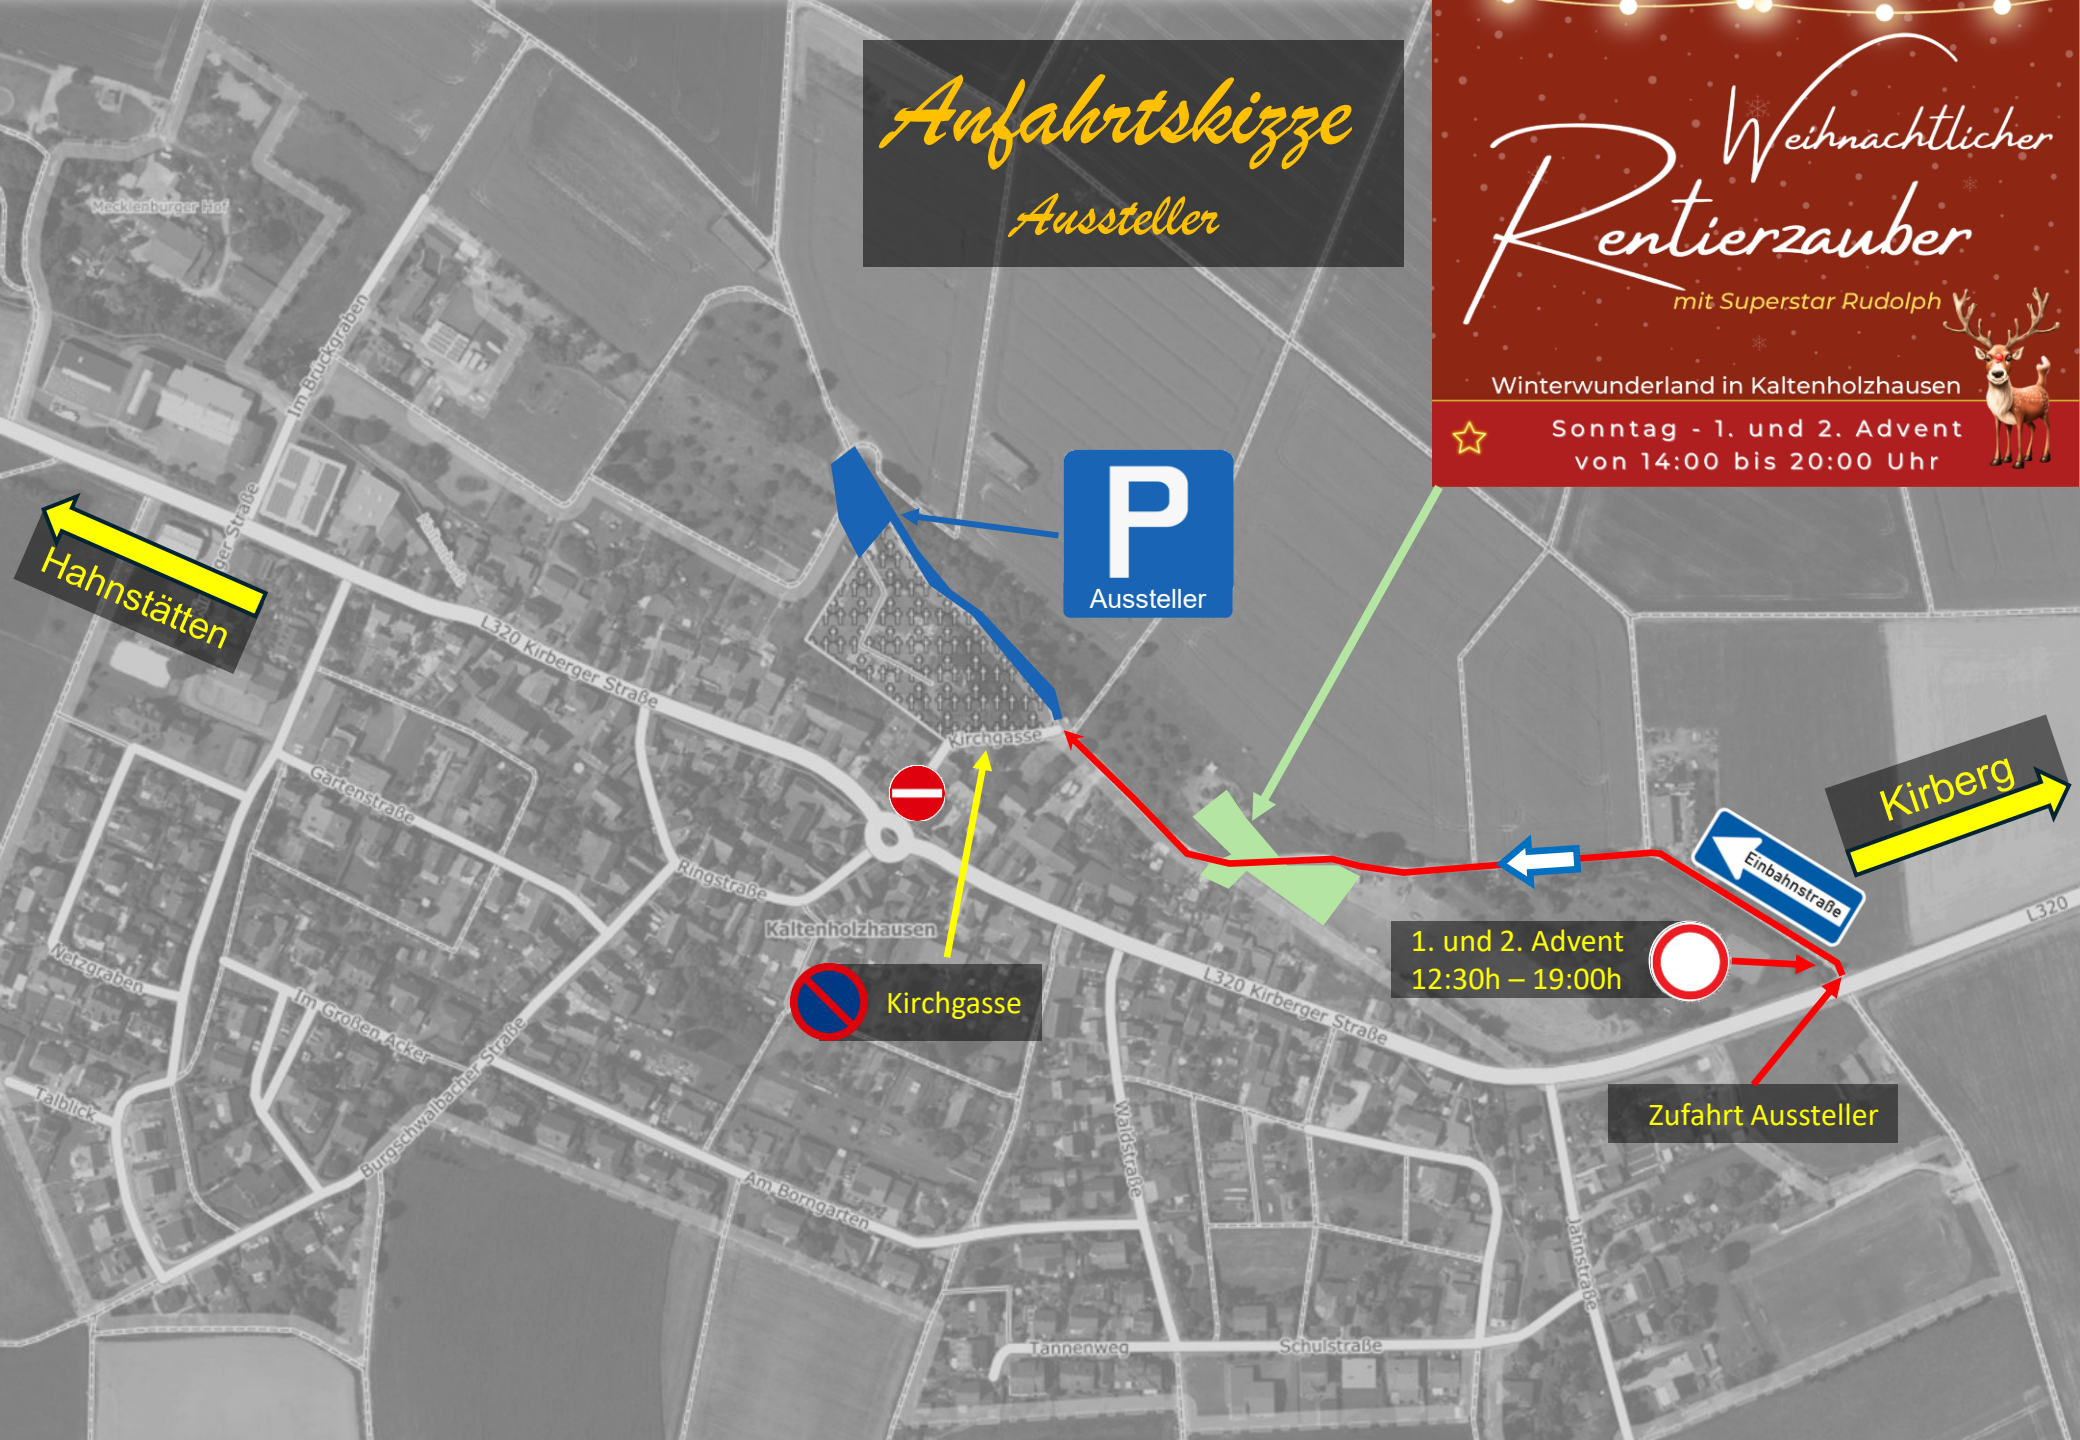 Anfahrtskizze
Aussteller
Weihnachtlicher
Rentierzauber
mit Superstar Rudolph
Winterwunderland in Kaltenholzhausen
Sonntag - 1. und 2. Advent
von 14:00 bis 20:00 Uhr
Mecklenburger Hof
Im Brückgraben
P
Aussteller
Hahnstätten
ger Straße
L320 Kirberger Straße
Kirchgasse
Gartenstraße
Kirberg
Einbahnstraße
Ringstraße
Kaltenholzhausen
L320
1. und 2. Advent
12:30h – 19:00h
Kirchgasse
L320 Kirberger Straße
Netzgraben
Im Großen Acker
Talblick
Burgschwalbacher Straße
Zufahrt Aussteller
Waldstraße
Am Borngarten
Jahnstraße
Tannenweg
Schulstraße